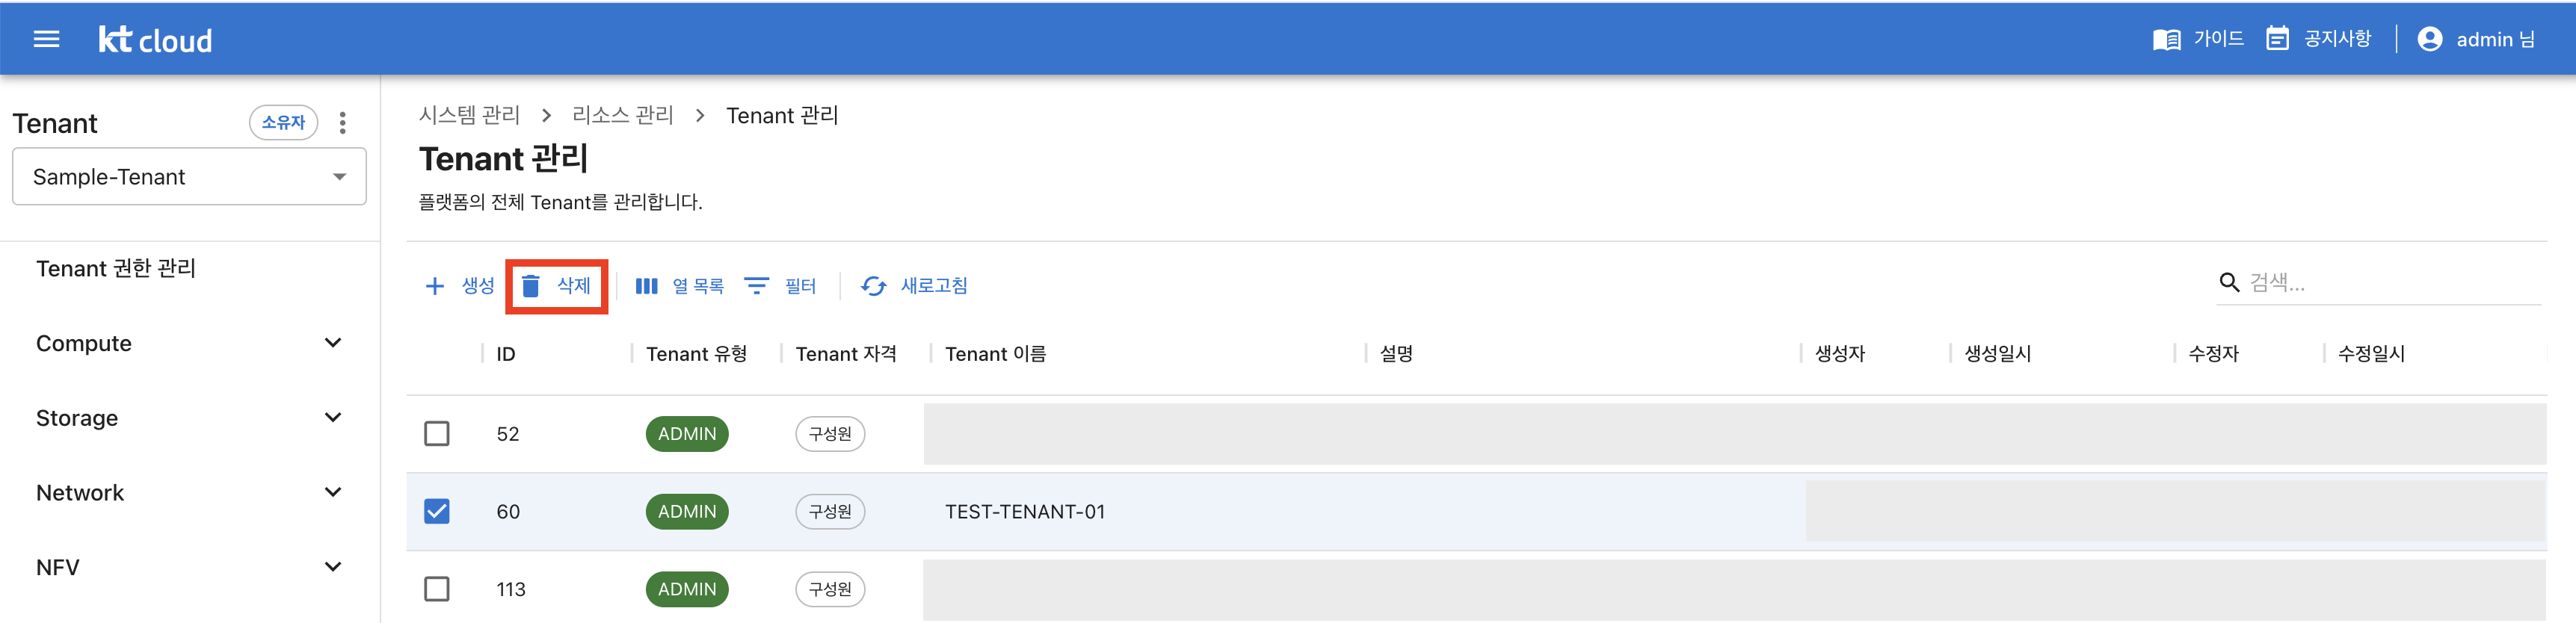 kt cloud
가이드 공지사항 admin 님
Tenant 소유자
Sample-Tenant
Tenant 권한 관리
Compute
Storage
Network
NFV
시스템 관리 > 리소스 관리 > Tenant 관리
Tenant 관리
플랫폼의 전체 Tenant를 관리합니다.
생성 삭제 열 목록 필터 새로고침 검색...
ID Tenant 유형 Tenant 자격 Tenant 이름 설명 생성자 생성일시 수정자 수정일시
52 ADMIN 구성원
60 ADMIN 구성원 TEST-TENANT-01
113 ADMIN 구성원